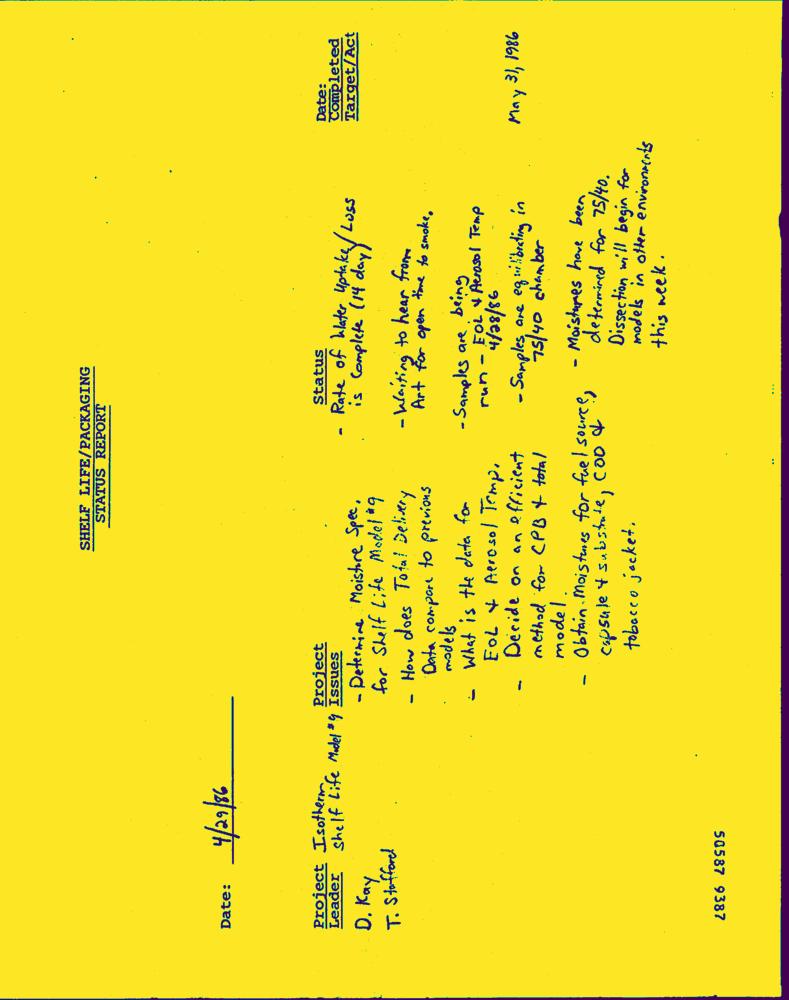 SHELF LIFE/PACKAGING
STATUS REPORT
Date: 4/29/86
Project Leader
D. Kay
T. Stafford
Isotherm
Shelf Life Model #9
Project Issues
- Determine Moisture Spec.
for Shelf Life Model #9
- How does Total Delivery
Data compare to previous
models
- What is the data for
EOL & Aerosol Temp.
- Decide on an efficient
method for CPB & total
model.
- Obtain Moistures for fuel source,
capsule & substrate, COD &
tobacco jacket.
Status
- Rate of Water Uptake/Loss
is Complete (14 day)
- Waiting to hear from
Art for open time to smoke.
- Samples are being
run - EOL & Aerosol Temp
4/28/86
- Samples are equilibrating in
75/40 chamber
- Moistures have been
determined for 75/40.
Dissection will begin for
models in other environments
this week.
Date:
Completed
Target/Act
May 31, 1986
50587 9387